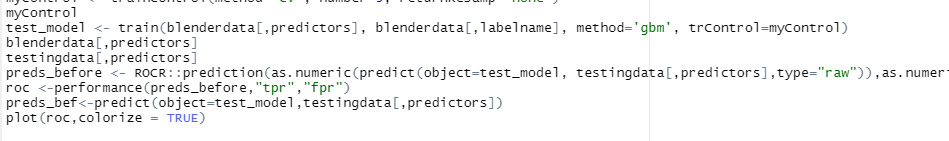 myControl
test_model <- train(blenderdata[,predictors], blenderdata[,labelname], method='gbm', trControl=myControl)
blenderdata[,predictors]
testingdata[,predictors]
preds_before <- ROCR::prediction(as.numeric(predict(object=test_model, testingdata[,predictors],type="raw")),as.numer
roc <-performance(preds_before,"tpr","fpr")
preds_bef<-predict(object=test_model,testingdata[,predictors])
plot(roc,colorize = TRUE)